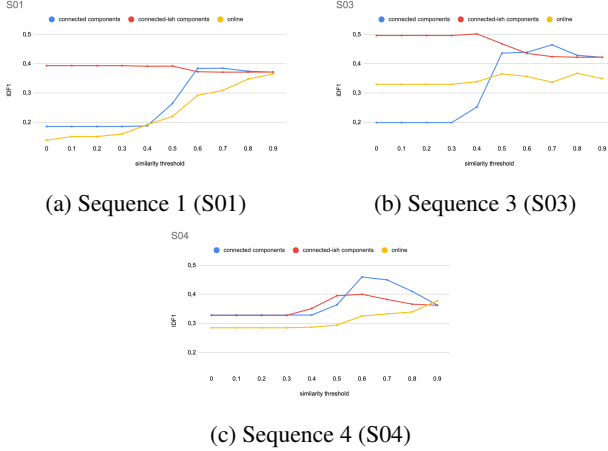 S01
connected components connected-ish components online
0,5
0,4
0,3
0,2
IDF1
0 0.1 0.2 0.3 0.4 0.5 0.6 0.7 0.8 0.9
similarity threshold
(a) Sequence 1 (S01)
S03
connected components connected-ish components online
0,5
0,4
0,3
0,2
IDF1
0 0.1 0.2 0.3 0.4 0.5 0.6 0.7 0.8 0.9
similarity threshold
(b) Sequence 3 (S03)
S04
connected components connected-ish components online
0,5
0,4
0,3
0,2
IDF1
0 0.1 0.2 0.3 0.4 0.5 0.6 0.7 0.8 0.9
similarity threshold
(c) Sequence 4 (S04)